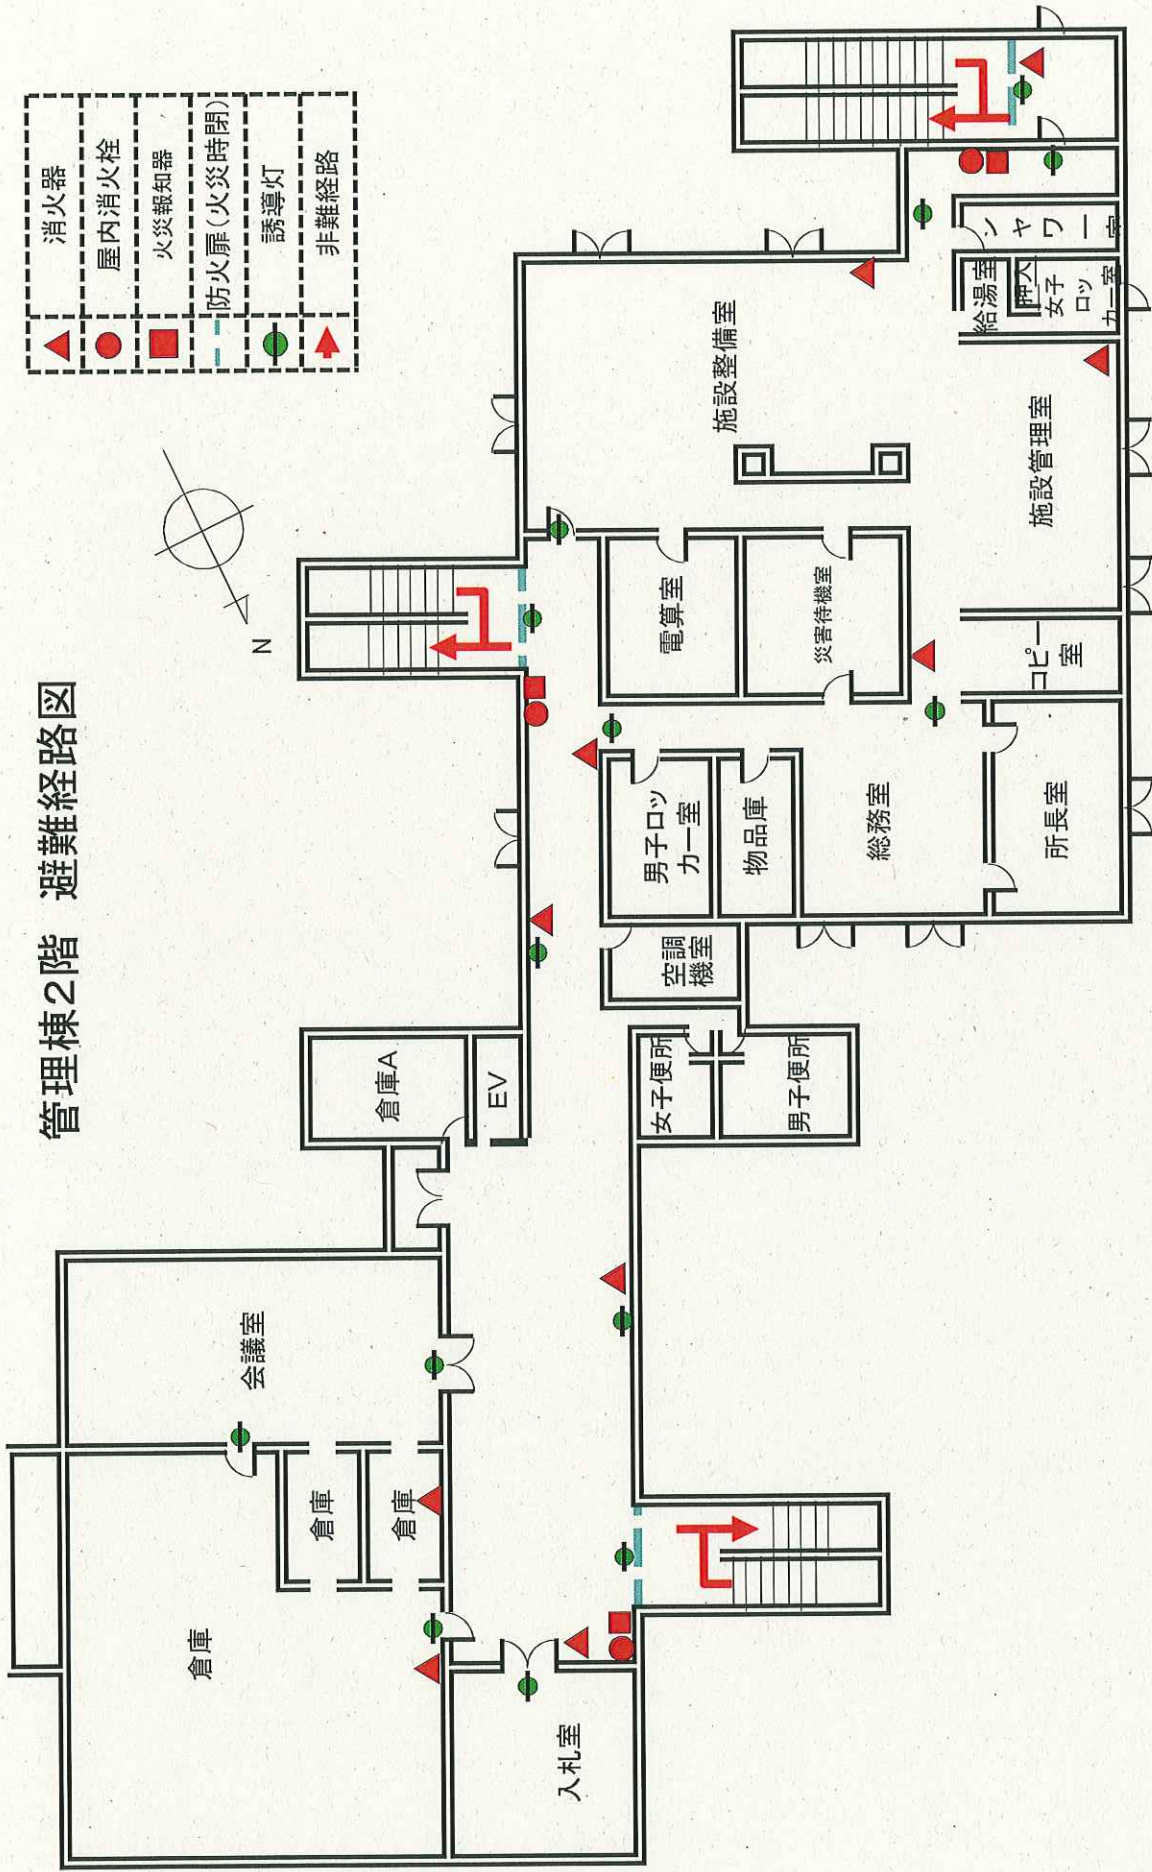 管理棟2階 避難経路図
消火器
屋内消火栓
火災報知器
防火扉(火災時閉)
誘導灯
非難経路
N
倉庫
倉庫
倉庫
会議室
入札室
倉庫A
EV
女子便所
男子便所
空調
機室
男子ロッ
カー室
物品庫
総務室
所長室
電算室
災害待機室
コピー
室
施設整備室
施設管理室
給湯室
押入
女子
ロッ
カー室
シャワー室